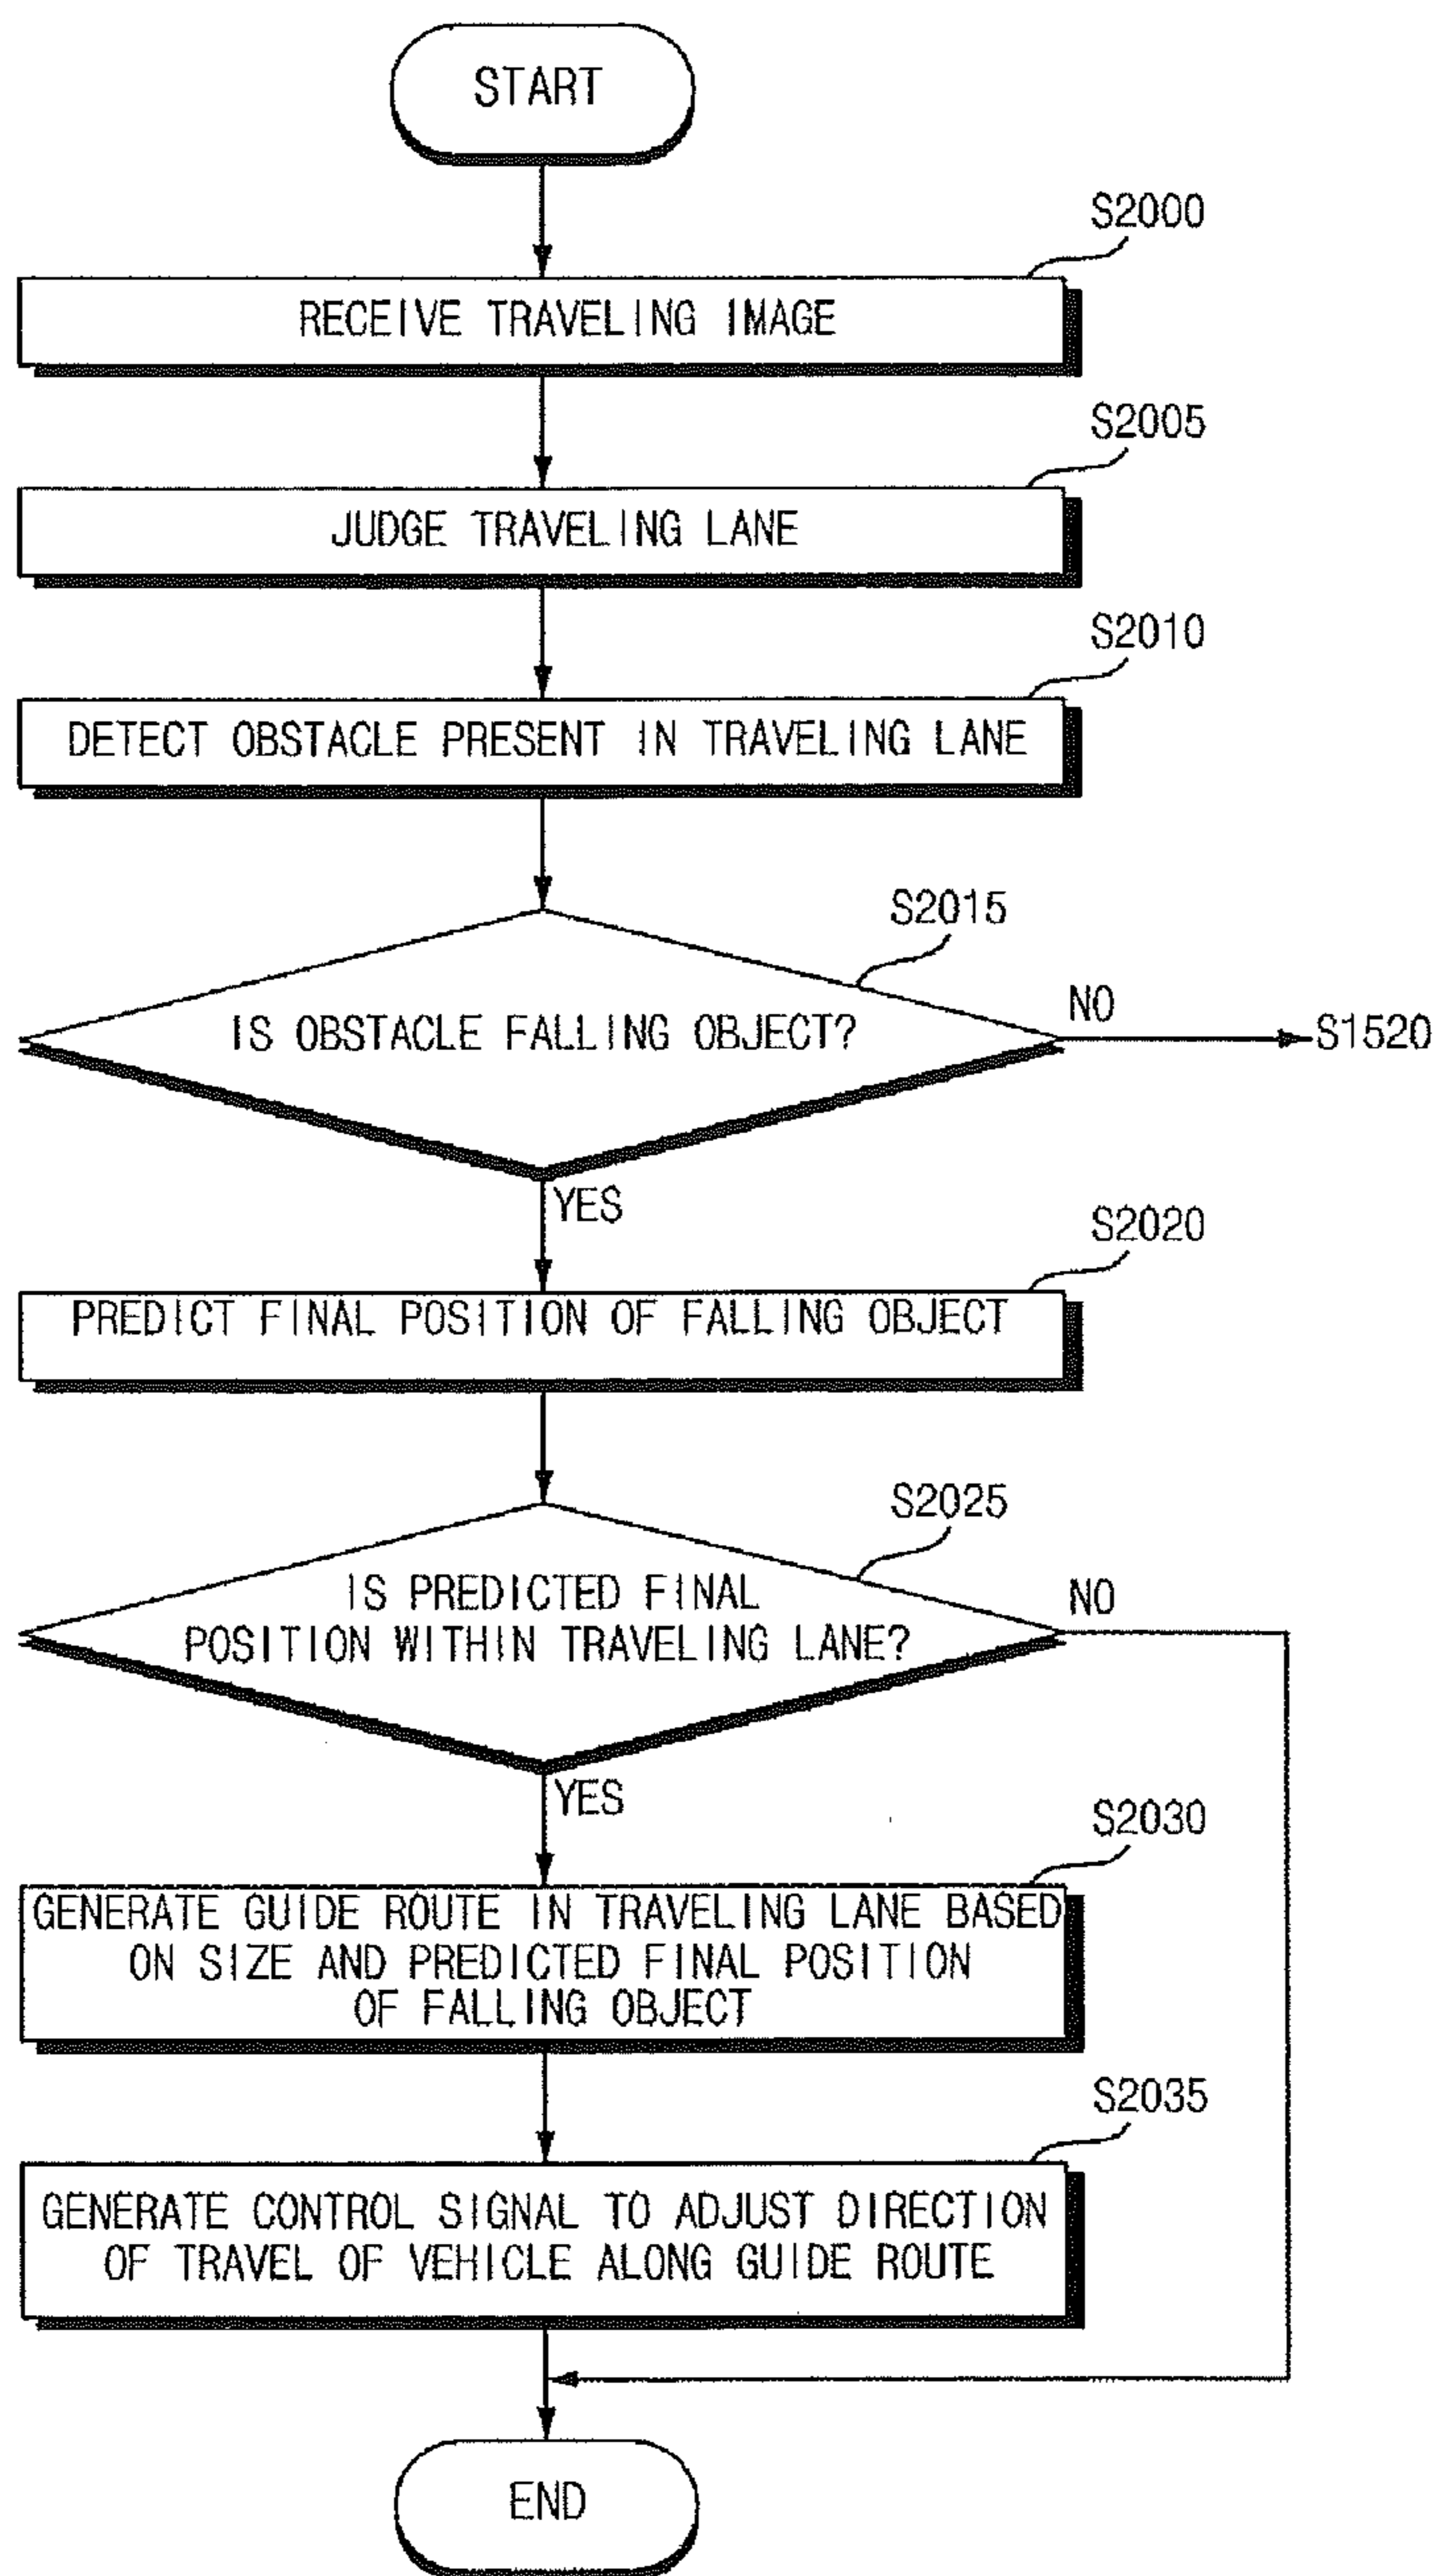 START
S2000
RECEIVE TRAVELING IMAGE
S2005
JUDGE TRAVELING LANE
S2010
DETECT OBSTACLE PRESENT IN TRAVELING LANE
S2015
IS OBSTACLE FALLING OBJECT?
NO
S1520
YES
S2020
PREDICT FINAL POSITION OF FALLING OBJECT
S2025
IS PREDICTED FINAL
POSITION WITHIN TRAVELING LANE?
NO
YES
S2030
GENERATE GUIDE ROUTE IN TRAVELING LANE BASED
ON SIZE AND PREDICTED FINAL POSITION
OF FALLING OBJECT
S2035
GENERATE CONTROL SIGNAL TO ADJUST DIRECTION
OF TRAVEL OF VEHICLE ALONG GUIDE ROUTE
END